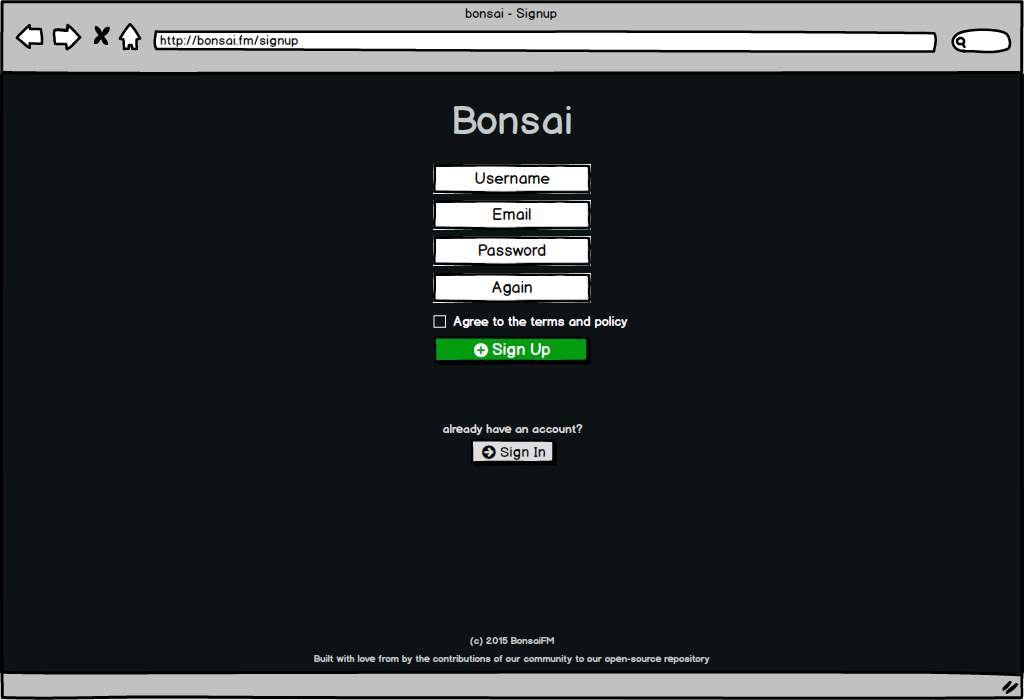 bonsai - Signup
http://bonsai.fm/signup
Bonsai
Username
Email
Password
Again
Agree to the terms and policy
Sign Up
already have an account?
Sign In
(c) 2015 BonsaiFM
Built with love from by the contributions of our community to our open-source repository